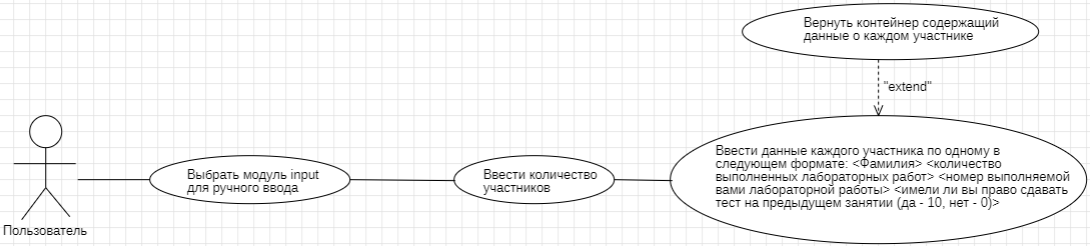 Вернуть контейнер содержащий
данные о каждом участнике
"extend"
Выбрать модуль input
для ручного ввода
Ввести количество
участников
Ввести данные каждого участника по одному в
следующем формате: <Фамилия> <количество
выполненных лабораторных работ> <номер выполняемой
вами лабораторной работы> <имели ли вы право сдавать
тест на предыдущем занятии (да - 10, нет - 0)>
Пользователь